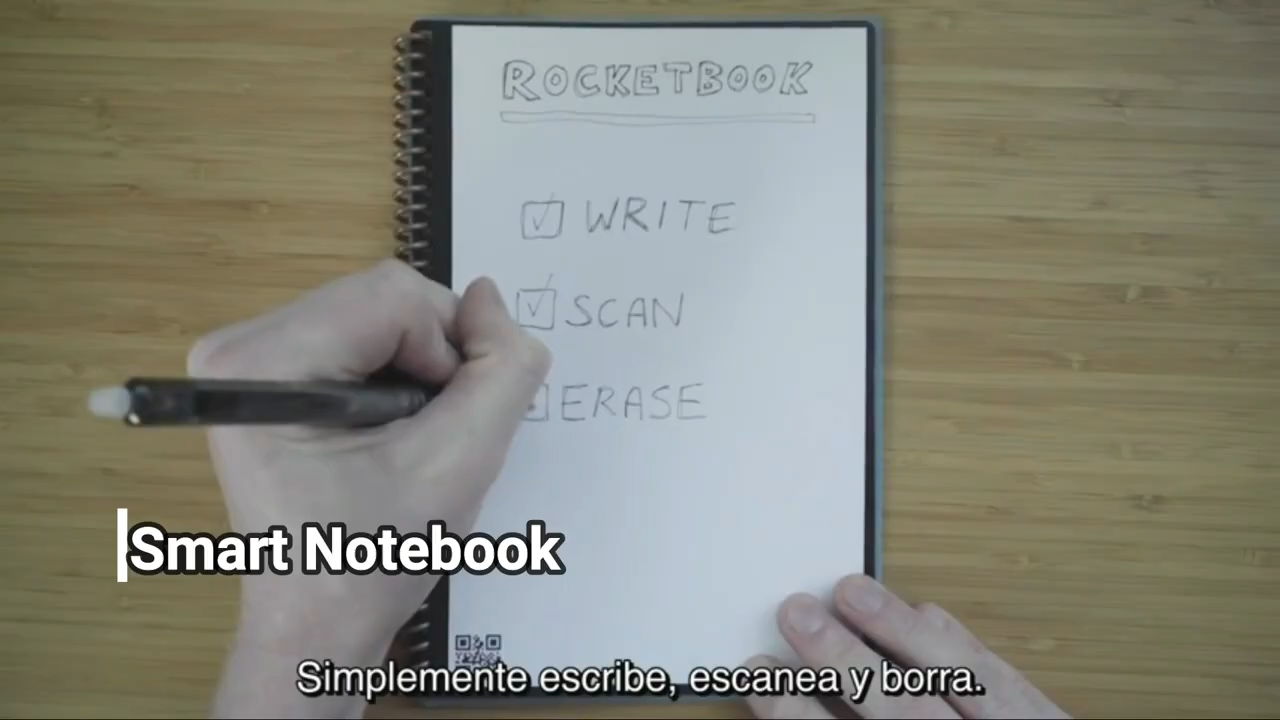 ROCKETBOOK
WRITE
SCAN
ERASE
Smart Notebook
Simplemente escribe, escanea y borra.